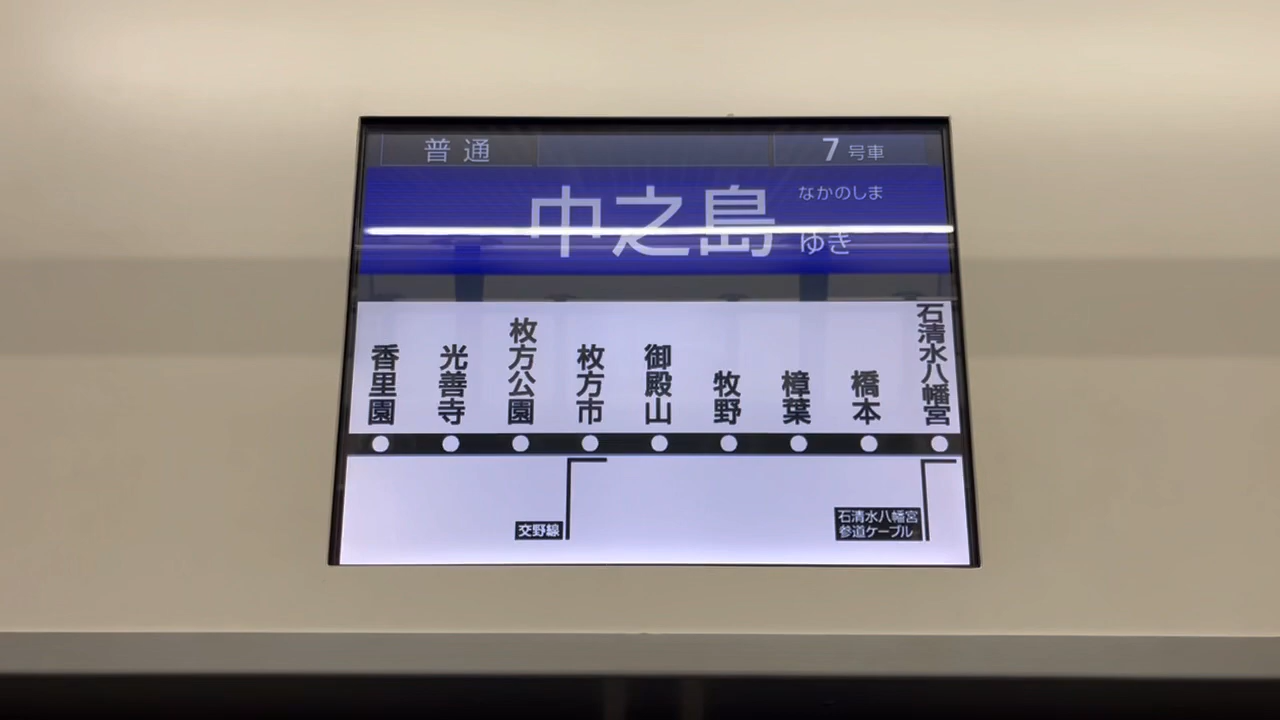 普通
7号車
中之島
なかのしま
ゆき
香里園
光善寺
枚方公園
枚方市
御殿山
牧野
樟葉
橋本
石清水八幡宮
交野線
石清水八幡宮
参道ケーブル